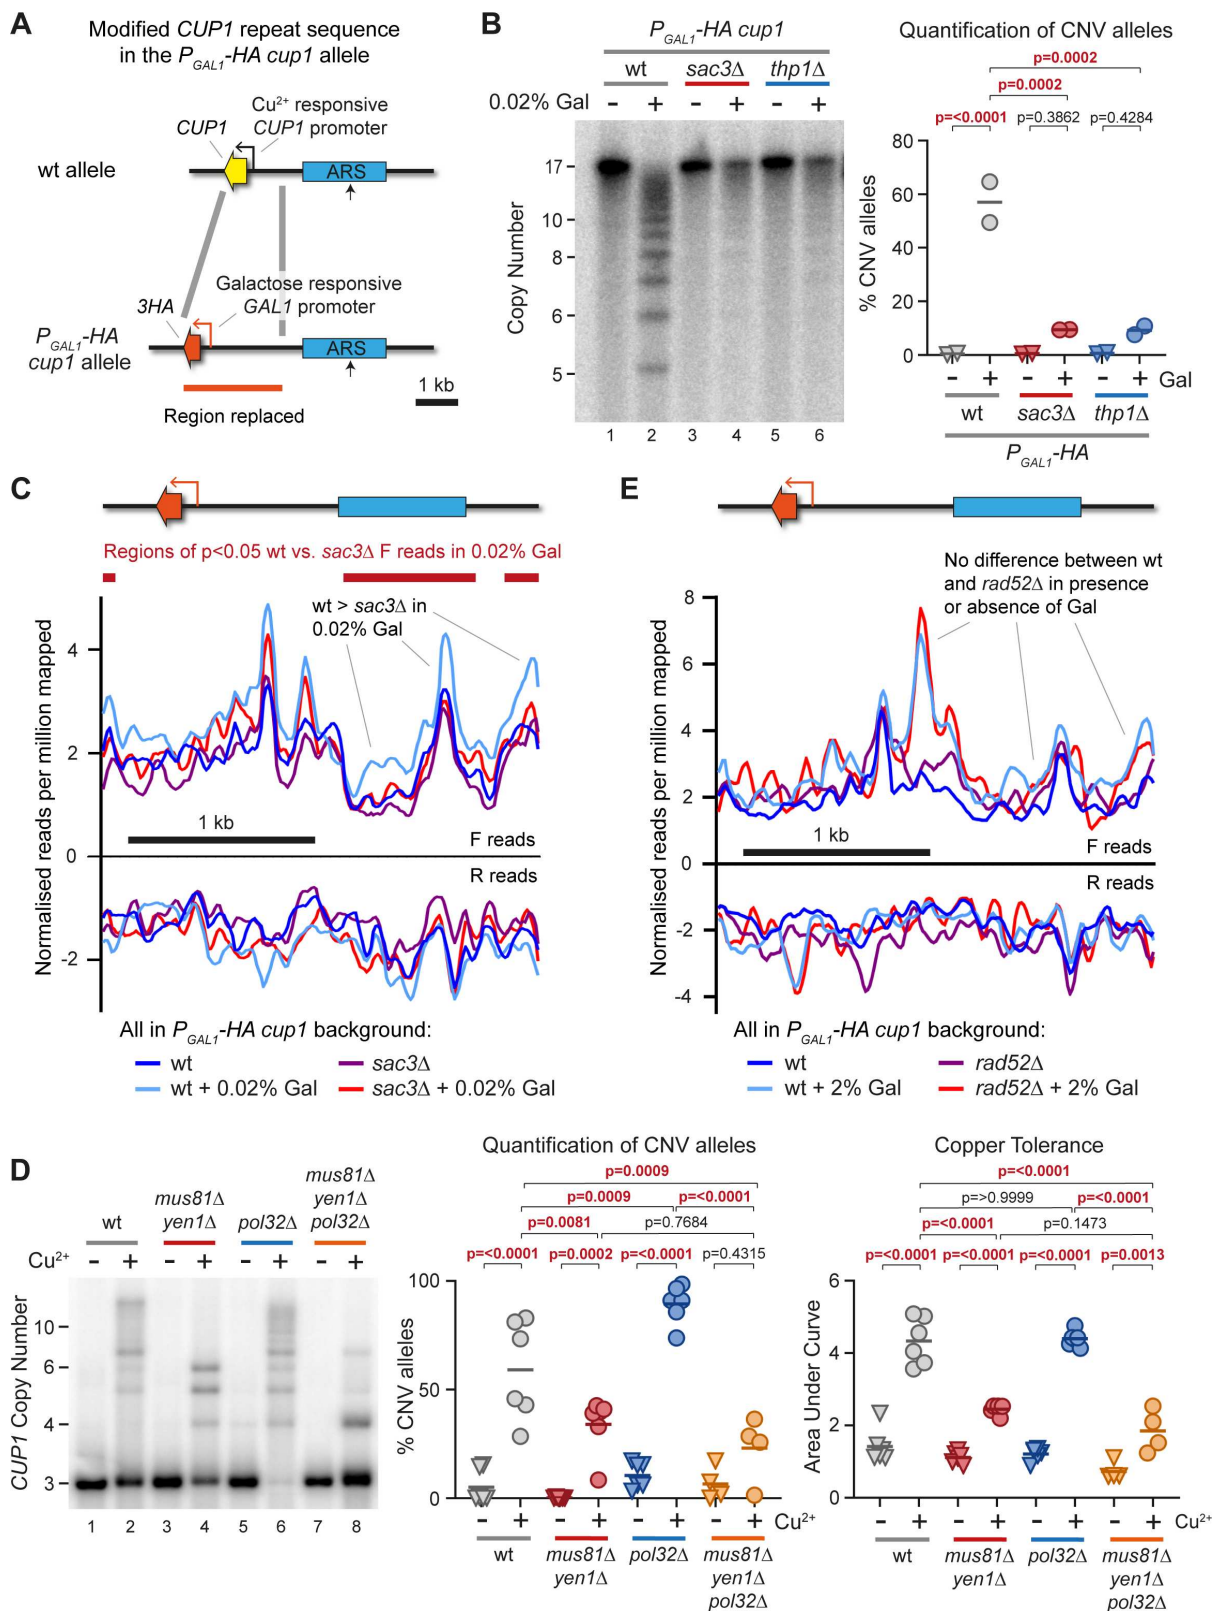 A
Modified CUP1 repeat sequence
in the PGAL1-HA cup1 allele
Cu2+ responsive
CUP1 promoter
CUP1
wt allele
ARS
Galactose responsive
GAL1 promoter
3HA
PGAL1-HA
cup1 allele
ARS
1 kb
Region replaced
B
PGAL1-HA cup1
wt sac3Δ thp1Δ
0.02% Gal - + - + - +
Copy Number
17
10
8
6
5
1 2 3 4 5 6
Quantification of CNV alleles
p=0.0002
p=0.0002
p=<0.0001 p=0.3862 p=0.4284
% CNV alleles
80
60
40
20
0
- + - + - + Gal
wt sac3Δ thp1Δ
PGAL1-HA
C
Regions of p<0.05 wt vs. sac3Δ F reads in 0.02% Gal
wt > sac3Δ in
0.02% Gal
Normalised reads per million mapped
4
2
0
-2
1 kb
F reads
R reads
All in PGAL1-HA cup1 background:
wt sac3Δ
wt + 0.02% Gal sac3Δ + 0.02% Gal
E
No difference between wt
and rad52Δ in presence
or absence of Gal
Normalised reads per million mapped
8
6
4
2
0
-2
-4
1 kb
F reads
R reads
All in PGAL1-HA cup1 background:
wt rad52Δ
wt + 2% Gal rad52Δ + 2% Gal
D
wt
mus81Δ
yen1Δ
pol32Δ
mus81Δ
yen1Δ
pol32Δ
Cu2+ - + - + - + - +
CUP1 Copy Number
10
6
4
3
1 2 3 4 5 6 7 8
Quantification of CNV alleles
p=0.0009
p=0.0009 p=<0.0001
p=0.0081 p=0.7684
p=<0.0001 p=0.0002 p=<0.0001 p=0.4315
% CNV alleles
100
50
0
- + - + - + - + Cu2+
wt
mus81Δ
yen1Δ
pol32Δ
mus81Δ
yen1Δ
pol32Δ
Copper Tolerance
p=<0.0001
p=>0.9999 p=<0.0001
p=<0.0001 p=0.1473
p=<0.0001 p=<0.0001 p=<0.0001 p=0.0013
Area Under Curve
6
4
2
0
- + - + - + - + Cu2+
wt
mus81Δ
yen1Δ
pol32Δ
mus81Δ
yen1Δ
pol32Δ